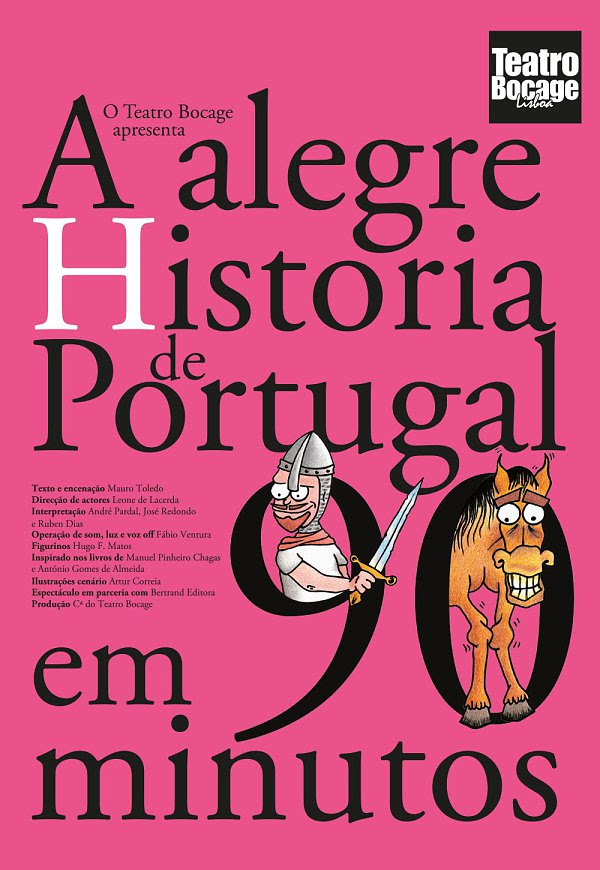 Teatro
Bocage
Lisboa
O Teatro Bocage
apresenta
A alegre
Historia
de
Portugal
Texto e encenação Mauro Toledo
Direcção de actores Leone de Lacerda
Interpretação André Pardal, José Redondo
e Ruben Dias
Operação de som, luz e voz off Fábio Ventura
Figurinos Hugo F. Matos
Inspirado nos livros de Manuel Pinheiro Chagas
e António Gomes de Almeida
Ilustrações cenário Artur Correia
Espectáculo em parceria com Bertrand Editora
Produção Cª do Teatro Bocage
90
em
minutos